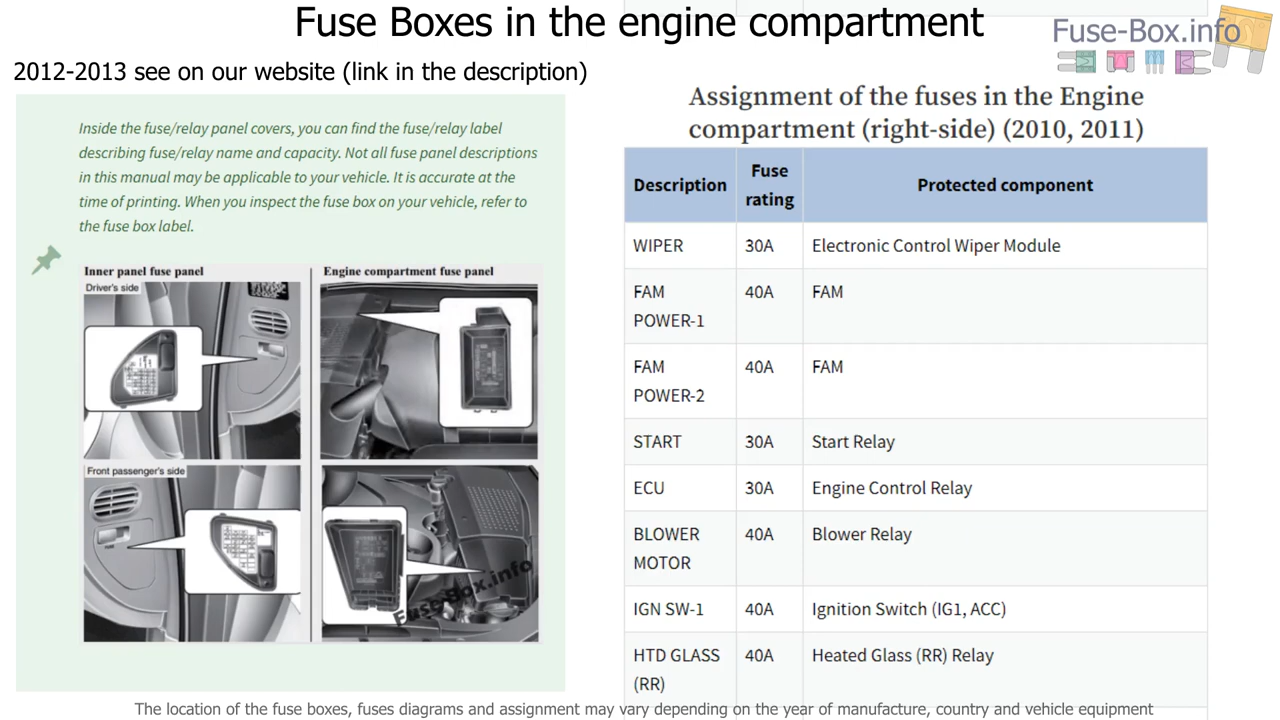 Fuse Boxes in the engine compartment
Fuse-Box.info
2012-2013 see on our website (link in the description)
Inside the fuse/relay panel covers, you can find the fuse/relay label
describing fuse/relay name and capacity. Not all fuse panel descriptions
in this manual may be applicable to your vehicle. It is accurate at the
time of printing. When you inspect the fuse box on your vehicle, refer to
the fuse box label.
Inner panel fuse panel
Engine compartment fuse panel
Driver's side
Front passenger's side
Fuse-Box.info
Assignment of the fuses in the Engine
compartment (right-side) (2010, 2011)
Description Fuse rating Protected component
WIPER 30A Electronic Control Wiper Module
FAM POWER-1 40A FAM
FAM POWER-2 40A FAM
START 30A Start Relay
ECU 30A Engine Control Relay
BLOWER MOTOR 40A Blower Relay
IGN SW-1 40A Ignition Switch (IG1, ACC)
HTD GLASS (RR) 40A Heated Glass (RR) Relay
The location of the fuse boxes, fuses diagrams and assignment may vary depending on the year of manufacture, country and vehicle equipment